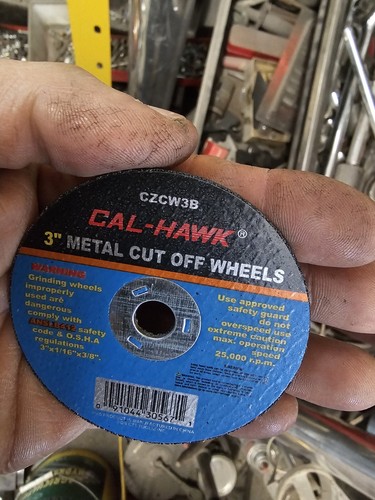 CZCW3B
CAL-HAWK®
3" METAL CUT OFF WHEELS
WARNING
Grinding wheels
improperly
used are
dangerous
comply with
safety
Code & O.S.H.A
regulations.
3"x1/16"x3/8".
Use approved
safety guard
do not
overspeed use
extreme caution
max. operation
speed
25,000 r.p.m.